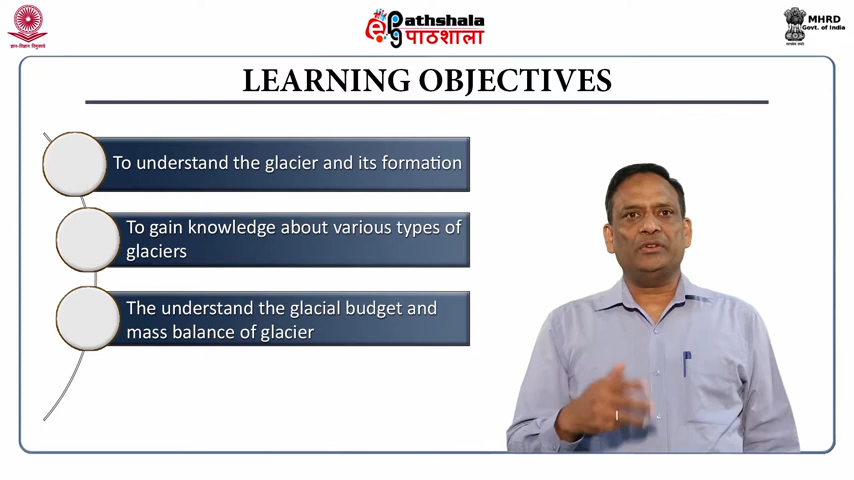 ज्ञान-विज्ञान विमुक्तये
ePathshala
पाठशाला
MHRD
Govt. of India
LEARNING OBJECTIVES
To understand the glacier and its formation
To gain knowledge about various types of
glaciers
The understand the glacial budget and
mass balance of glacier